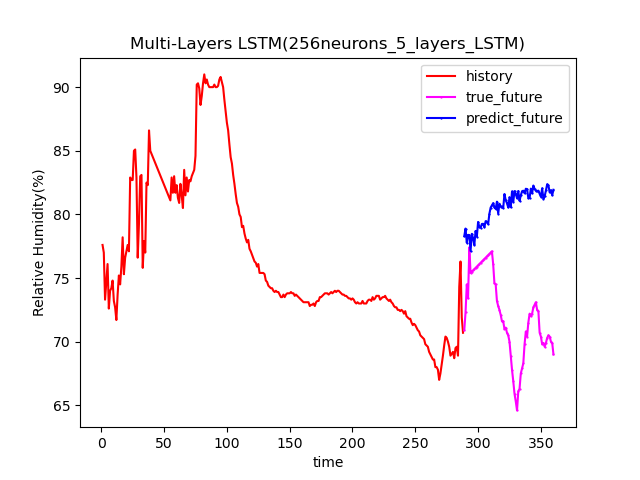 Multi-Layers LSTM(256neurons_5_layers_LSTM)
history
true_future
predict_future
Relative Humidity(%)
90
85
80
75
70
65
0
50
100
150
200
250
300
350
time